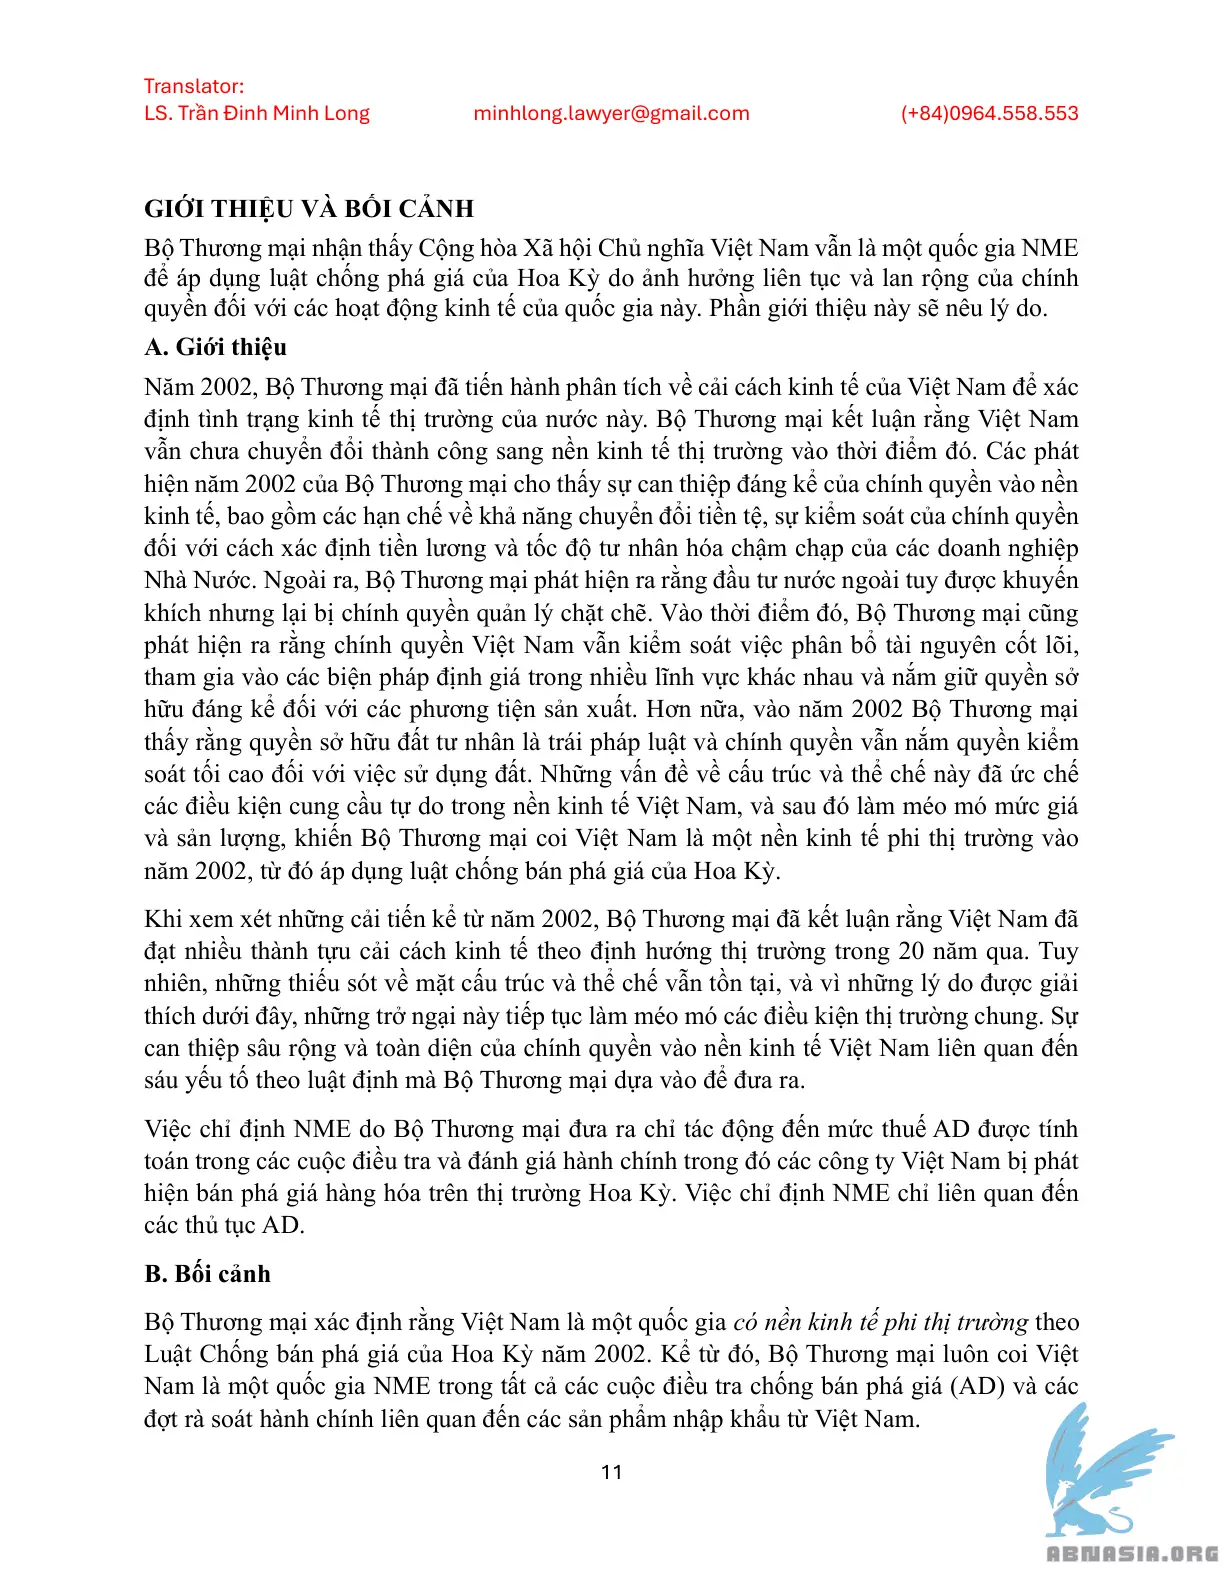 Translator:
LS. Trần Đinh Minh Long minhlong.lawyer@gmail.com (+84)0964.558.553
GIỚI THIỆU VÀ BỐI CẢNH
Bộ Thương mại nhận thấy Cộng hòa Xã hội Chủ nghĩa Việt Nam vẫn là một quốc gia NME
để áp dụng luật chống phá giá của Hoa Kỳ do ảnh hưởng liên tục và lan rộng của chính
quyền đối với các hoạt động kinh tế của quốc gia này. Phần giới thiệu này sẽ nêu lý do.
A. Giới thiệu
Năm 2002, Bộ Thương mại đã tiến hành phân tích về cải cách kinh tế của Việt Nam để xác
định tình trạng kinh tế thị trường của nước này. Bộ Thương mại kết luận rằng Việt Nam
vẫn chưa chuyển đổi thành công sang nền kinh tế thị trường vào thời điểm đó. Các phát
hiện năm 2002 của Bộ Thương mại cho thấy sự can thiệp đáng kể của chính quyền vào nền
kinh tế, bao gồm các hạn chế về khả năng chuyển đổi tiền tệ, sự kiểm soát của chính quyền
đối với cách xác định tiền lương và tốc độ tư nhân hóa chậm chạp của các doanh nghiệp
Nhà Nước. Ngoài ra, Bộ Thương mại phát hiện ra rằng đầu tư nước ngoài tuy được khuyến
khích nhưng lại bị chính quyền quản lý chặt chẽ. Vào thời điểm đó, Bộ Thương mại cũng
phát hiện ra rằng chính quyền Việt Nam vẫn kiểm soát việc phân bổ tài nguyên cốt lõi,
tham gia vào các biện pháp định giá trong nhiều lĩnh vực khác nhau và nắm giữ quyền sở
hữu đáng kể đối với các phương tiện sản xuất. Hơn nữa, vào năm 2002 Bộ Thương mại
thấy rằng quyền sở hữu đất tư nhân là trái pháp luật và chính quyền vẫn nắm quyền kiểm
soát tối cao đối với việc sử dụng đất. Những vấn đề về cấu trúc và thể chế này đã ức chế
các điều kiện cung cầu tự do trong nền kinh tế Việt Nam, và sau đó làm méo mó mức giá
và sản lượng, khiến Bộ Thương mại coi Việt Nam là một nền kinh tế phi thị trường vào
năm 2002, từ đó áp dụng luật chống bán phá giá của Hoa Kỳ.
Khi xem xét những cải tiến kể từ năm 2002, Bộ Thương mại đã kết luận rằng Việt Nam đã
đạt nhiều thành tựu cải cách kinh tế theo định hướng thị trường trong 20 năm qua. Tuy
nhiên, những thiếu sót về mặt cấu trúc và thể chế vẫn tồn tại, và vì những lý do được giải
thích dưới đây, những trở ngại này tiếp tục làm méo mó các điều kiện thị trường chung. Sự
can thiệp sâu rộng và toàn diện của chính quyền vào nền kinh tế Việt Nam liên quan đến
sáu yếu tố theo luật định mà Bộ Thương mại dựa vào để đưa ra.
Việc chỉ định NME do Bộ Thương mại đưa ra chỉ tác động đến mức thuế AD được tính
toán trong các cuộc điều tra và đánh giá hành chính trong đó các công ty Việt Nam bị phát
hiện bán phá giá hàng hóa trên thị trường Hoa Kỳ. Việc chỉ định NME chỉ liên quan đến
các thủ tục AD.
B. Bối cảnh
Bộ Thương mại xác định rằng Việt Nam là một quốc gia có nền kinh tế phi thị trường theo
Luật Chống bán phá giá của Hoa Kỳ năm 2002. Kể từ đó, Bộ Thương mại luôn coi Việt
Nam là một quốc gia NME trong tất cả các cuộc điều tra chống bán phá giá (AD) và các
đợt rà soát hành chính liên quan đến các sản phẩm nhập khẩu từ Việt Nam.
11
ABNASIA.ORG